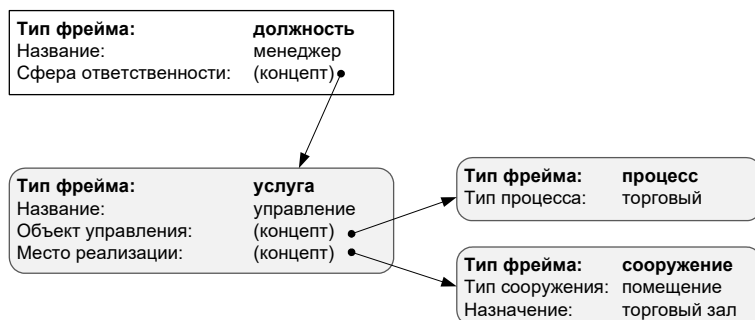 Тип фрейма: должность
Название: менеджер
Сфера ответственности: (концепт)
Тип фрейма: услуга
Название: управление
Объект управления: (концепт)
Место реализации: (концепт)
Тип фрейма: процесс
Тип процесса: торговый
Тип фрейма: сооружение
Тип сооружения: помещение
Назначение: торговый зал